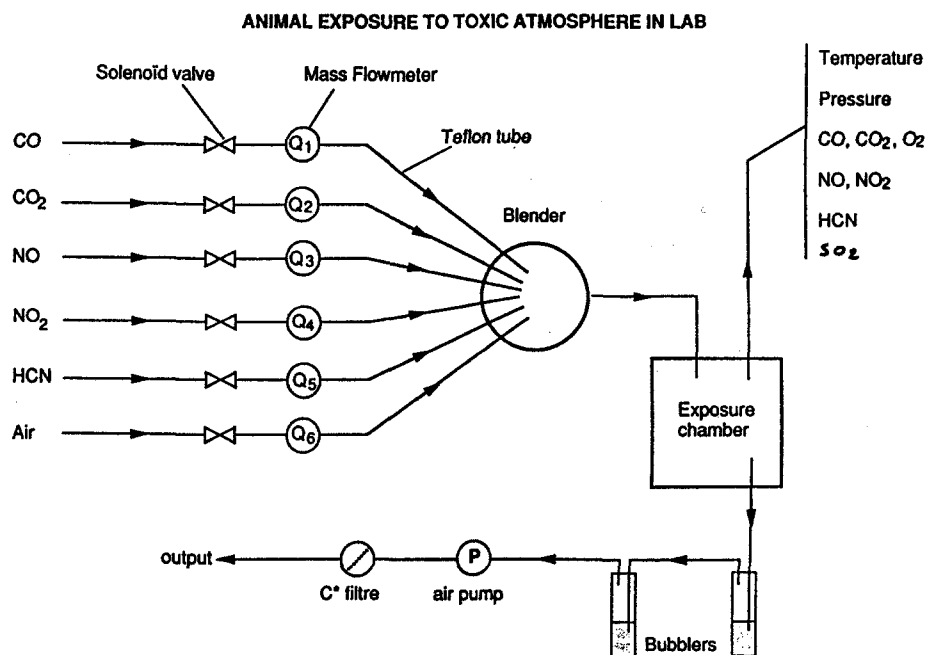 ANIMAL EXPOSURE TO TOXIC ATMOSPHERE IN LAB
Solenoïd valve
Mass Flowmeter
Teflon tube
Temperature
Pressure
CO, CO2, O2
NO, NO2
HCN
SO2
CO
Q1
CO2
Q2
NO
Q3
NO2
Q4
HCN
Q5
Air
Q6
Blender
Exposure
chamber
output
C* filtre
P
air pump
Bubblers